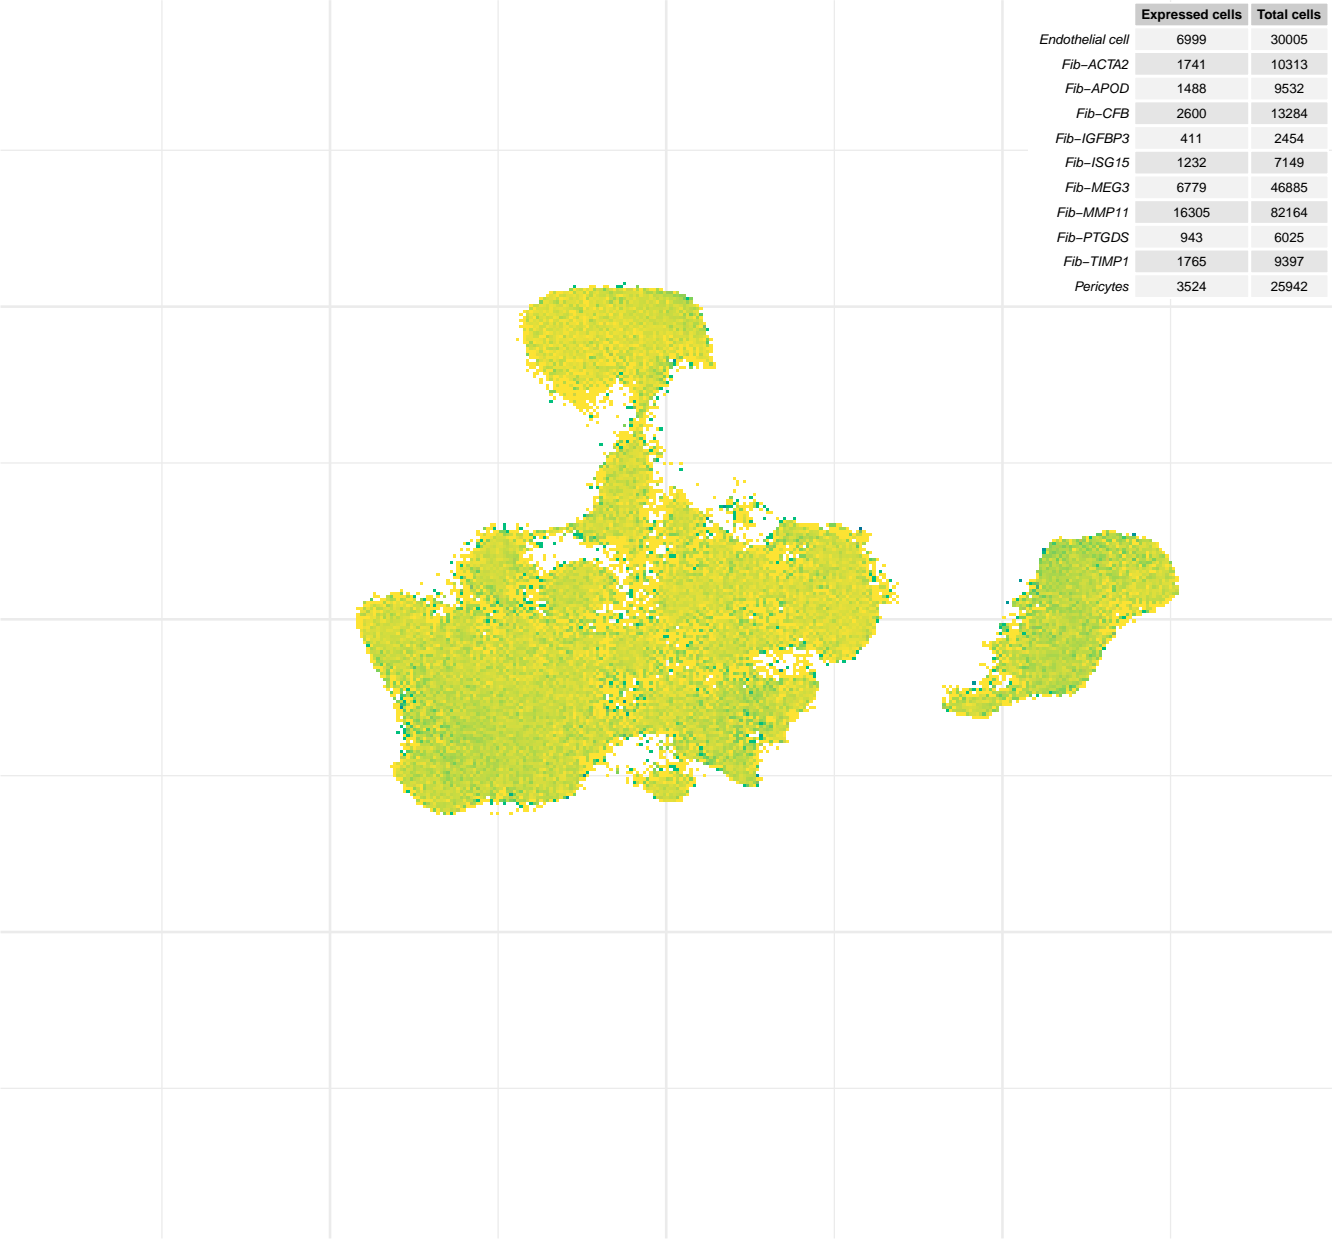 Expressed cells Total cells
Endothelial cell 6999 30005
Fib−ACTA2 1741 10313
Fib−APOD 1488 9532
Fib−CFB 2600 13284
Fib−IGFBP3 411 2454
Fib−ISG15 1232 7149
Fib−MEG3 6779 46885
Fib−MMP11 16305 82164
Fib−PTGDS 943 6025
Fib−TIMP1 1765 9397
Pericytes 3524 25942